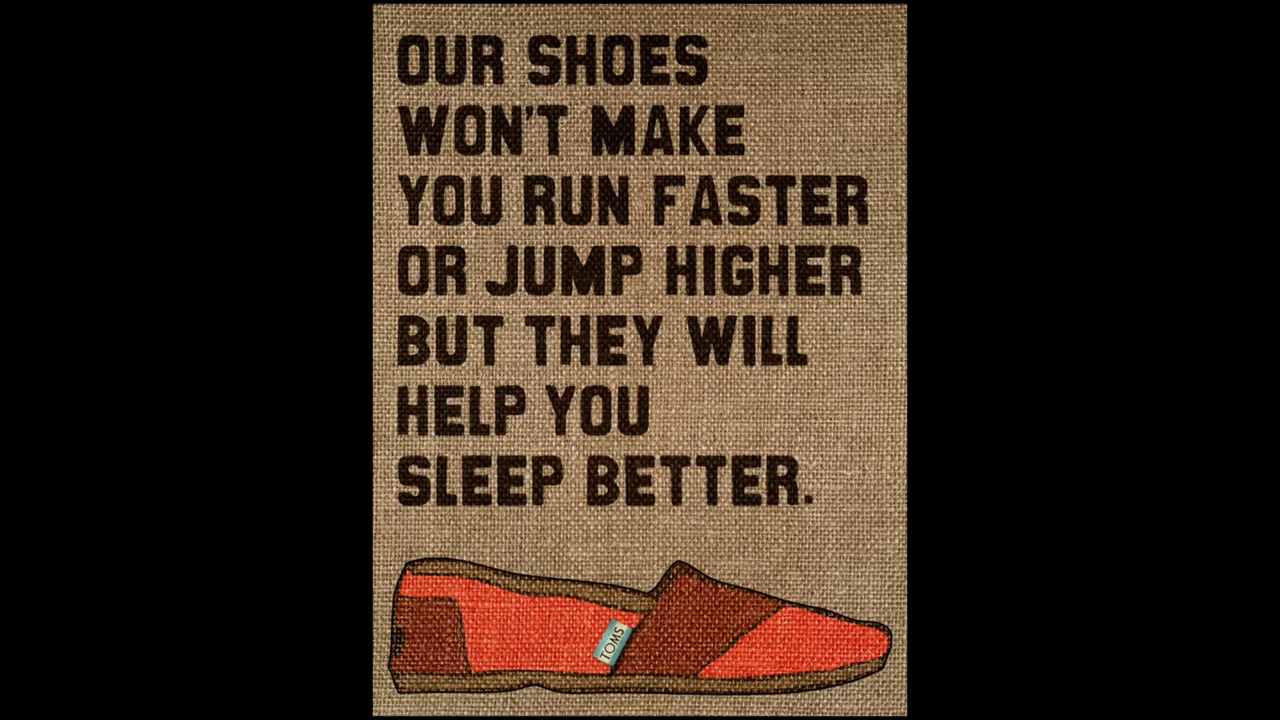 OUR SHOES
WON'T MAKE
YOU RUN FASTER
OR JUMP HIGHER
BUT THEY WILL
HELP YOU
SLEEP BETTER.
TOMS